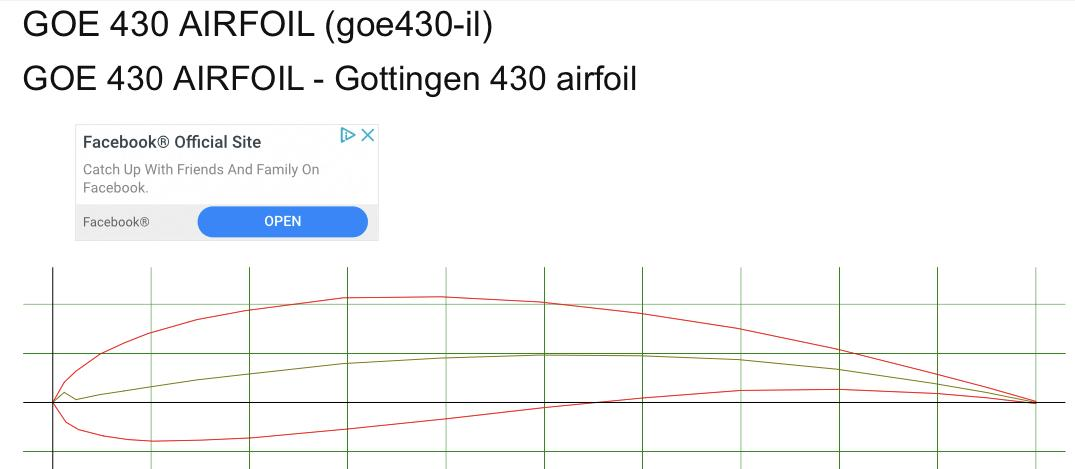 GOE 430 AIRFOIL (goe430-il)
GOE 430 AIRFOIL - Gottingen 430 airfoil
Facebook® Official Site
Catch Up With Friends And Family On
Facebook.
Facebook®
OPEN